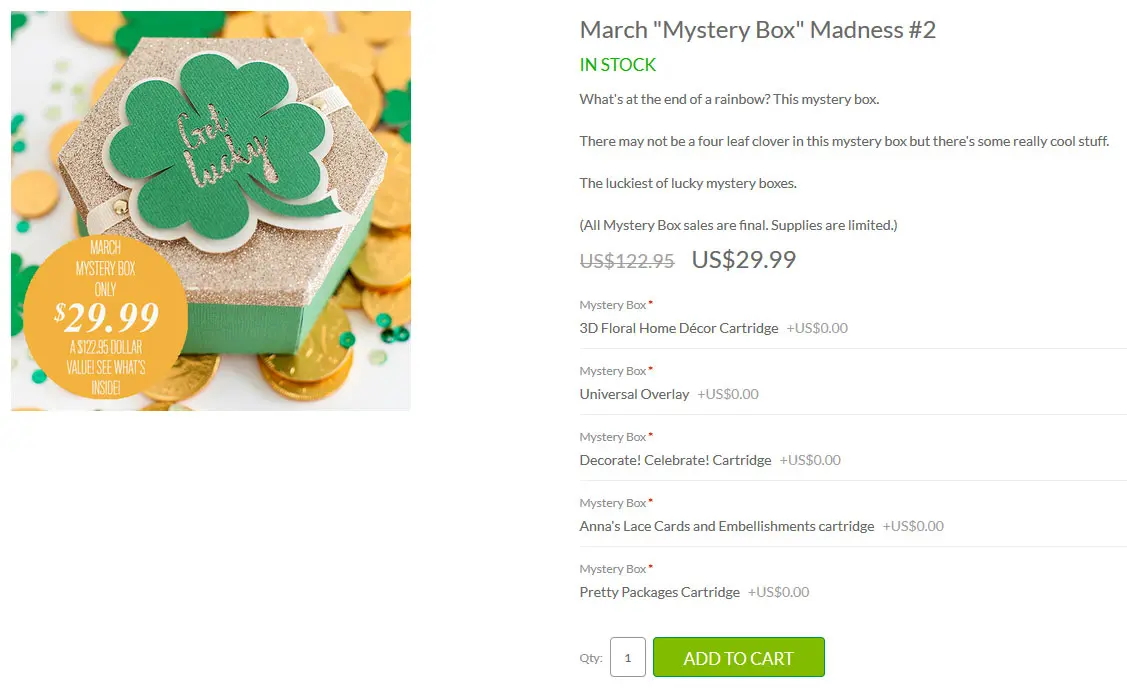 Get
lucky
MARCH
MYSTERY BOX
ONLY
$29.99
A $122.95 DOLLAR
VALUE! SEE WHAT'S
INSIDE!
March "Mystery Box" Madness #2
IN STOCK
What's at the end of a rainbow? This mystery box.
There may not be a four leaf clover in this mystery box but there's some really cool stuff.
The luckiest of lucky mystery boxes.
(All Mystery Box sales are final. Supplies are limited.)
US$122.95 US$29.99
Mystery Box *
3D Floral Home Décor Cartridge +US$0.00
Mystery Box *
Universal Overlay +US$0.00
Mystery Box *
Decorate! Celebrate! Cartridge +US$0.00
Mystery Box *
Anna's Lace Cards and Embellishments cartridge +US$0.00
Mystery Box *
Pretty Packages Cartridge +US$0.00
Qty: 1 ADD TO CART